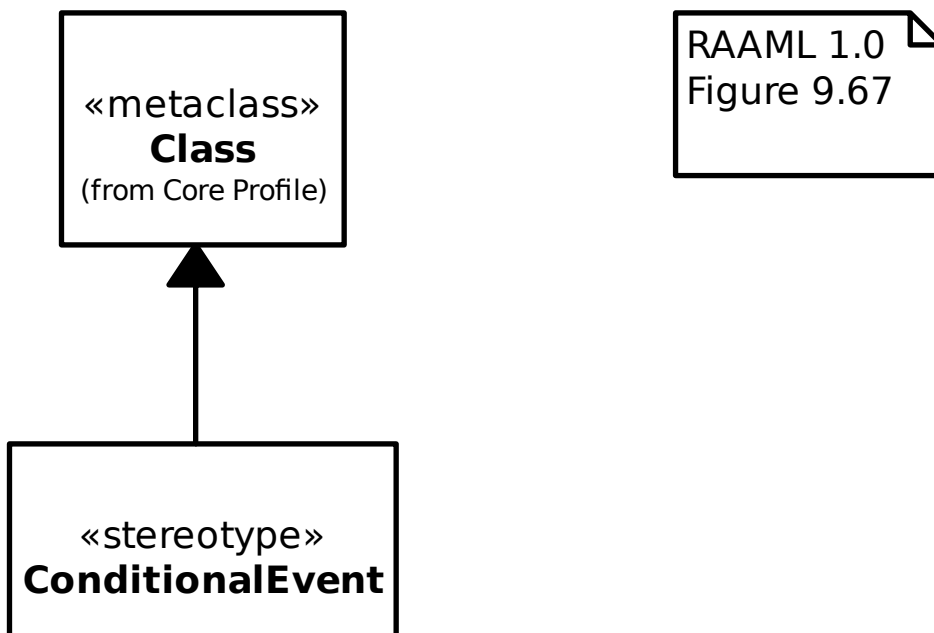 «metaclass»
Class
(from Core Profile)
RAAML 1.0
Figure 9.67
«stereotype»
ConditionalEvent